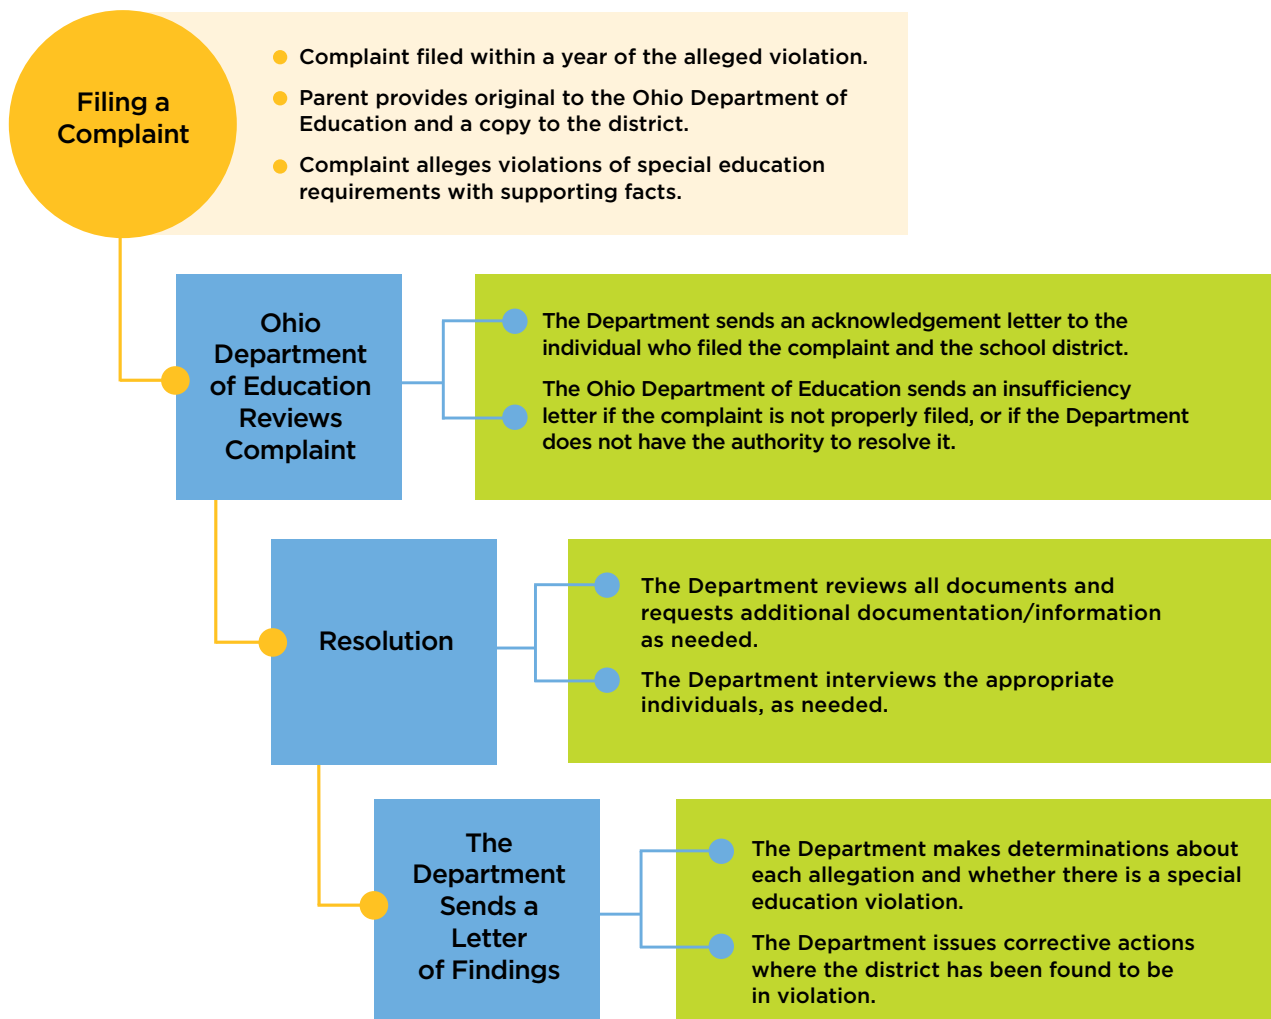 Filing a
Complaint
Complaint filed within a year of the alleged violation.
Parent provides original to the Ohio Department of
Education and a copy to the district.
Complaint alleges violations of special education
requirements with supporting facts.
Ohio
Department
of Education
Reviews
Complaint
The Department sends an acknowledgement letter to the
individual who filed the complaint and the school district.
The Ohio Department of Education sends an insufficiency
letter if the complaint is not properly filed, or if the Department
does not have the authority to resolve it.
Resolution
The Department reviews all documents and
requests additional documentation/information
as needed.
The Department interviews the appropriate
individuals, as needed.
The
Department
Sends a
Letter
of Findings
The Department makes determinations about
each allegation and whether there is a special
education violation.
The Department issues corrective actions
where the district has been found to be
in violation.